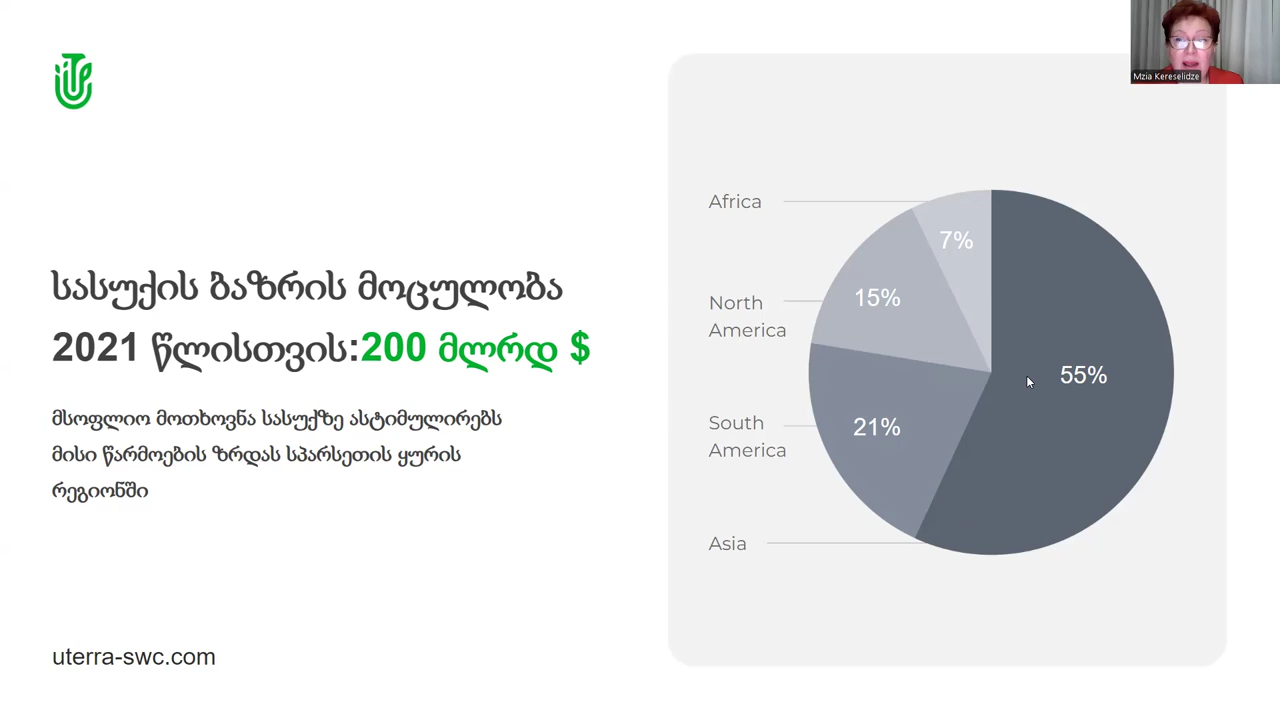 Mzia Kereselidze
სასუქის ბაზრის მოცულობა
2021 წლისთვის:200 მლრდ $
მსოფლიო მოთხოვნა სასუქზე ასტიმულირებს
მისი წარმოების ზრდას სპარსეთის ყურის
რეგიონში
uterra-swc.com
Africa
7%
North
America
15%
55%
South
America
21%
Asia